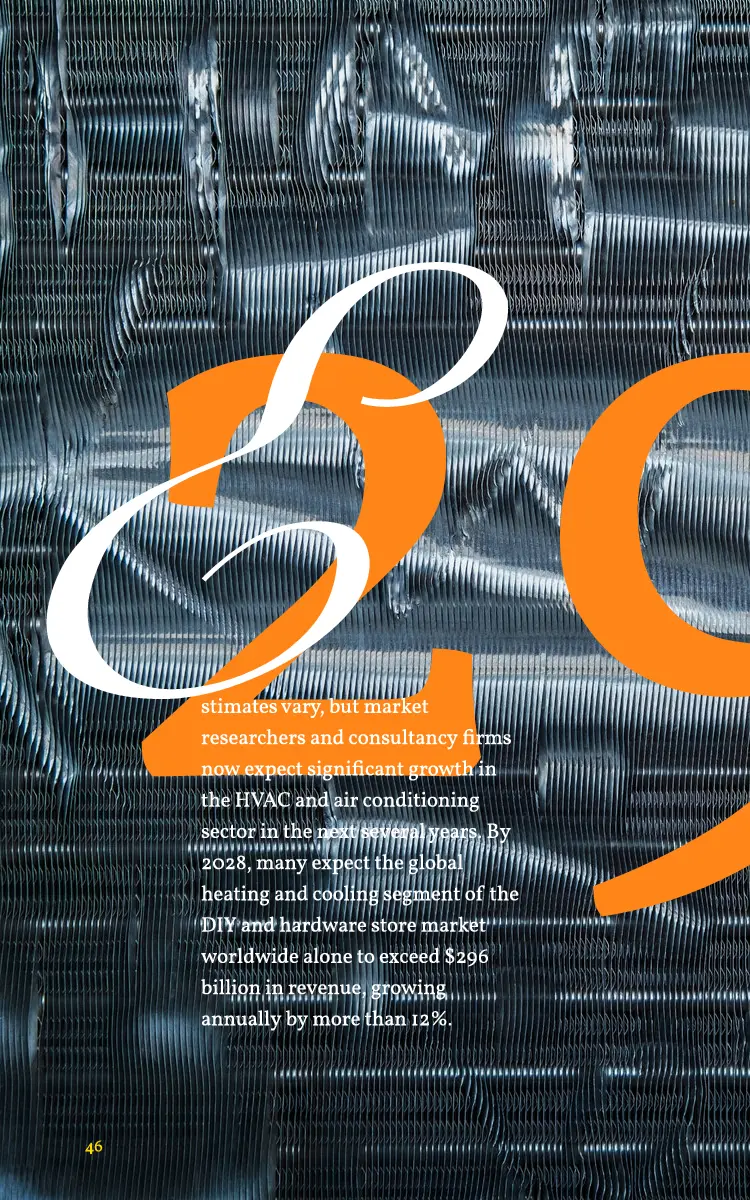 29
Estimates vary, but market
researchers and consultancy firms
now expect significant growth in
the HVAC and air conditioning
sector in the next several years. By
2028, many expect the global
heating and cooling segment of the
DIY and hardware store market
worldwide alone to exceed $296
billion in revenue, growing
annually by more than 12%.
46